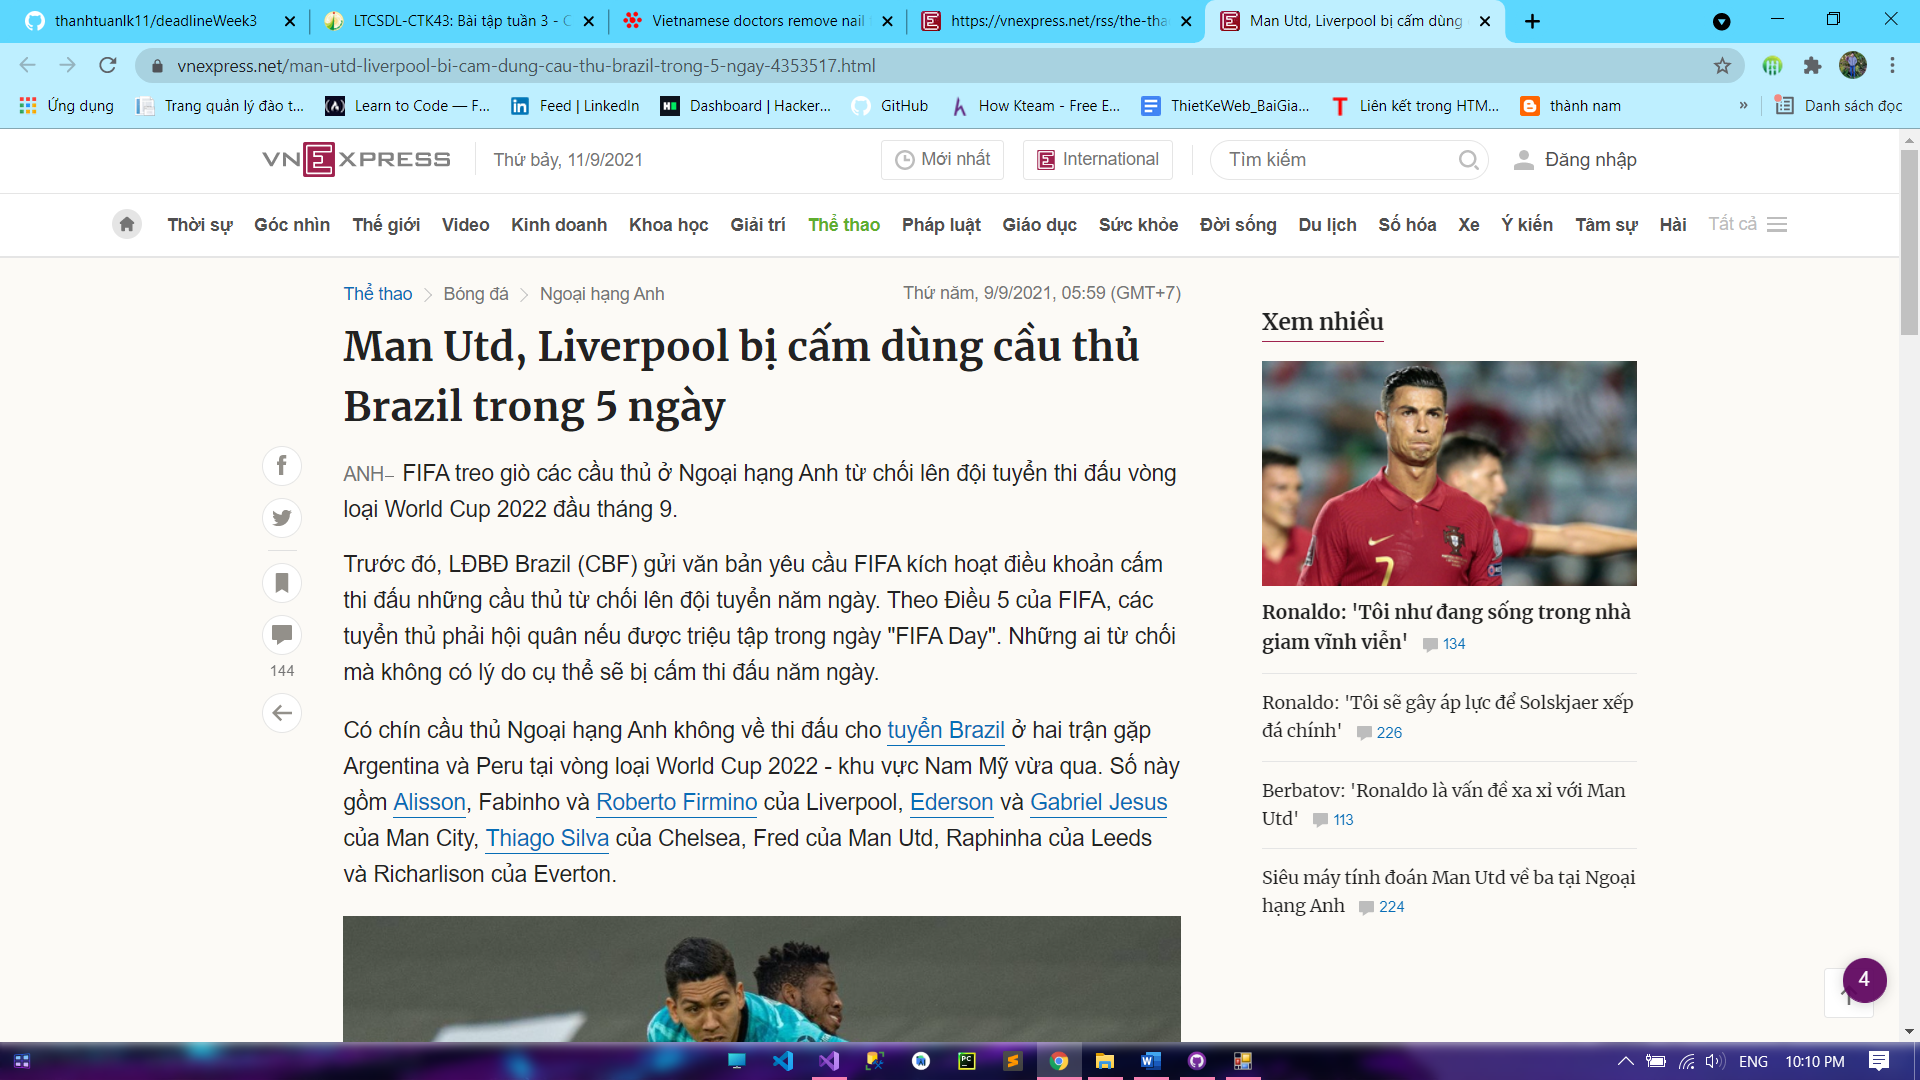 thanhtuanlk11/deadlineWeek3
LTCSDL-CTK43: Bài tập tuần 3 - C
Vietnamese doctors remove nail
https://vnexpress.net/rss/the-tha
Man Utd, Liverpool bị cấm dùng
vnexpress.net/man-utd-liverpool-bi-cam-dung-cau-thu-brazil-trong-5-ngay-4353517.html
Ứng dụng
Trang quản lý đào t...
Learn to Code — F...
Feed | LinkedIn
Dashboard | Hacker...
GitHub
How Kteam - Free E...
ThietKeWeb_BaiGia...
Liên kết trong HTM...
thành nam
»
Danh sách đọc
VNEXPRESS
Thứ bảy, 11/9/2021
Mới nhất
International
Tìm kiếm
Đăng nhập
Thời sự Góc nhìn Thế giới Video Kinh doanh Khoa học Giải trí Thể thao Pháp luật Giáo dục Sức khỏe Đời sống Du lịch Số hóa Xe Ý kiến Tâm sự Hài Tất cả
Thể thao > Bóng đá > Ngoại hạng Anh
Thứ năm, 9/9/2021, 05:59 (GMT+7)
Man Utd, Liverpool bị cấm dùng cầu thủ
Brazil trong 5 ngày
ANH– FIFA treo giò các cầu thủ ở Ngoại hạng Anh từ chối lên đội tuyển thi đấu vòng
loại World Cup 2022 đầu tháng 9.
Trước đó, LĐBĐ Brazil (CBF) gửi văn bản yêu cầu FIFA kích hoạt điều khoản cấm
thi đấu những cầu thủ từ chối lên đội tuyển năm ngày. Theo Điều 5 của FIFA, các
tuyển thủ phải hội quân nếu được triệu tập trong ngày "FIFA Day". Những ai từ chối
mà không có lý do cụ thể sẽ bị cấm thi đấu năm ngày.
Có chín cầu thủ Ngoại hạng Anh không về thi đấu cho tuyển Brazil ở hai trận gặp
Argentina và Peru tại vòng loại World Cup 2022 - khu vực Nam Mỹ vừa qua. Số này
gồm Alisson, Fabinho và Roberto Firmino của Liverpool, Ederson và Gabriel Jesus
của Man City, Thiago Silva của Chelsea, Fred của Man Utd, Raphinha của Leeds
và Richarlison của Everton.
144
Xem nhiều
7
Ronaldo: 'Tôi như đang sống trong nhà
giam vĩnh viễn' 134
Ronaldo: 'Tôi sẽ gây áp lực để Solskjaer xếp
đá chính' 226
Berbatov: 'Ronaldo là vấn đề xa xỉ với Man
Utd' 113
Siêu máy tính đoán Man Utd về ba tại Ngoại
hạng Anh 224
4
ENG
10:10 PM